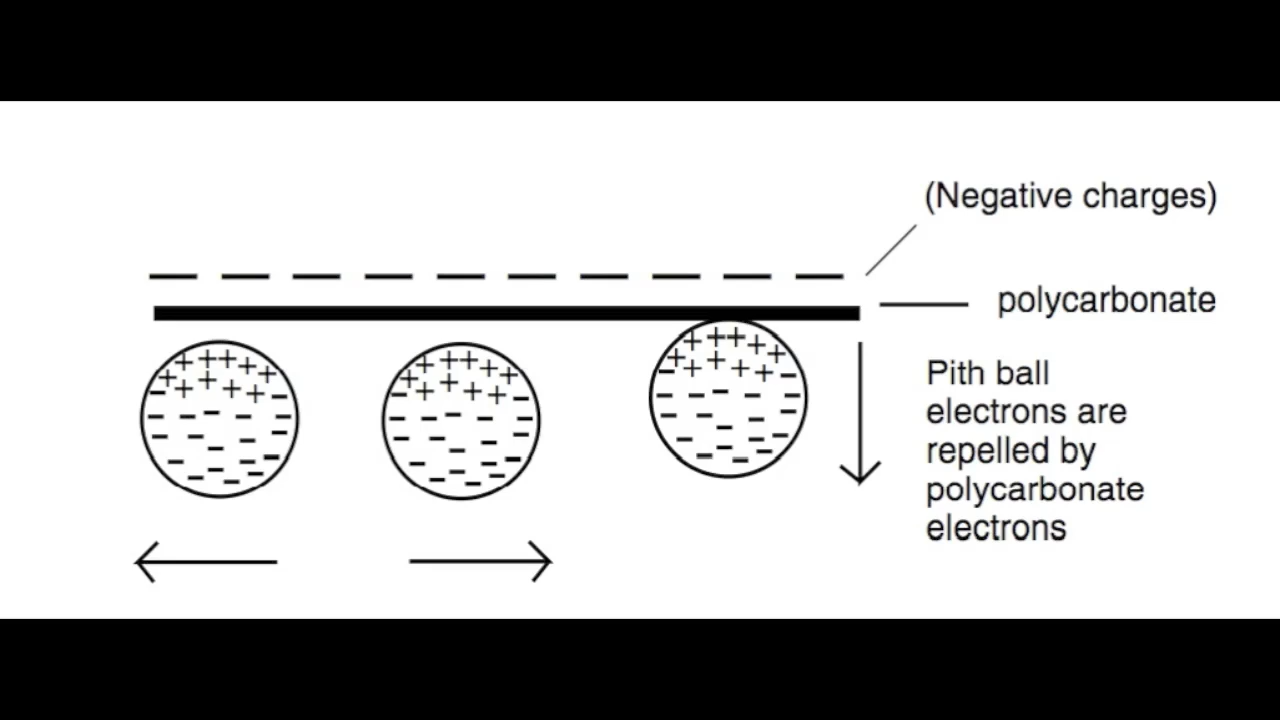 (Negative charges)
polycarbonate
Pith ball
electrons are
repelled by
polycarbonate
electrons